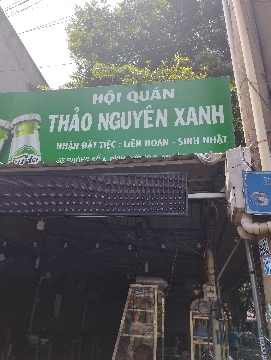 HỘI QUÁN
THẢO NGUYÊN XANH
NHẬN ĐẶT TIỆC : LIÊN HOAN - SINH NHẬT